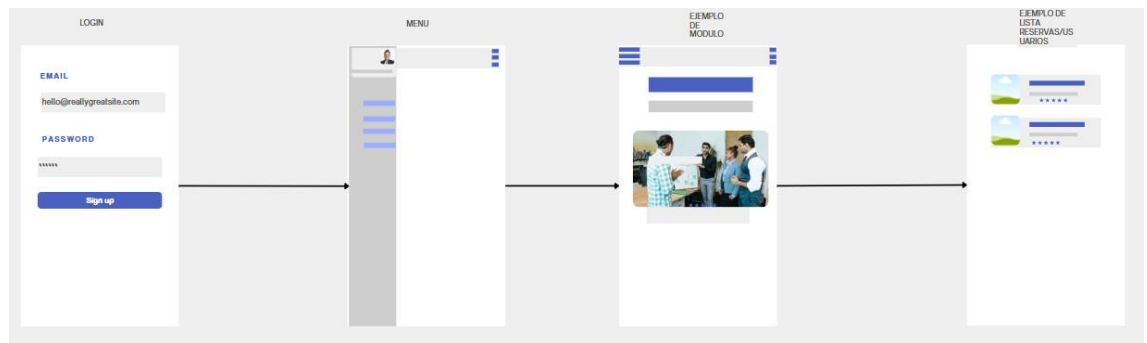 LOGIN
EMAIL
hello@reallygreatsite.com
PASSWORD
******
Sign up
MENU
EJEMPLO
DE
MODULO
EJEMPLO DE
LISTA
RESERVAS/US
UARIOS